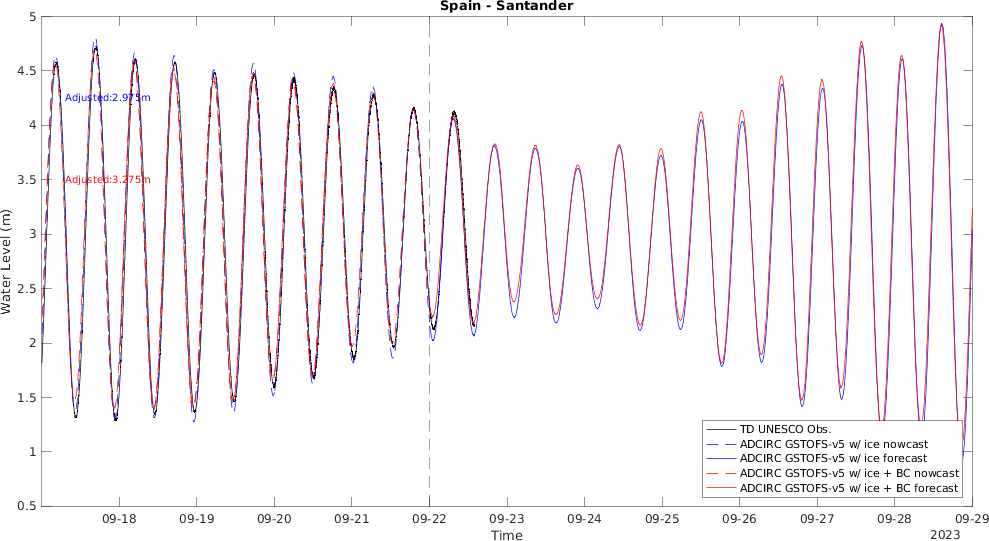 Spain - Santander
5
4.5
4
3.5
3
2.5
2
1.5
1
0.5
Water Level (m)
Adjusted:2.975m
Adjusted:3.275m
TD UNESCO Obs.
ADCIRC GSTOFS-v5 w/ ice nowcast
ADCIRC GSTOFS-v5 w/ ice forecast
ADCIRC GSTOFS-v5 w/ ice + BC nowcast
ADCIRC GSTOFS-v5 w/ ice + BC forecast
09-18 09-19 09-20 09-21 09-22 09-23 09-24 09-25 09-26 09-27 09-28 09-29
Time
2023